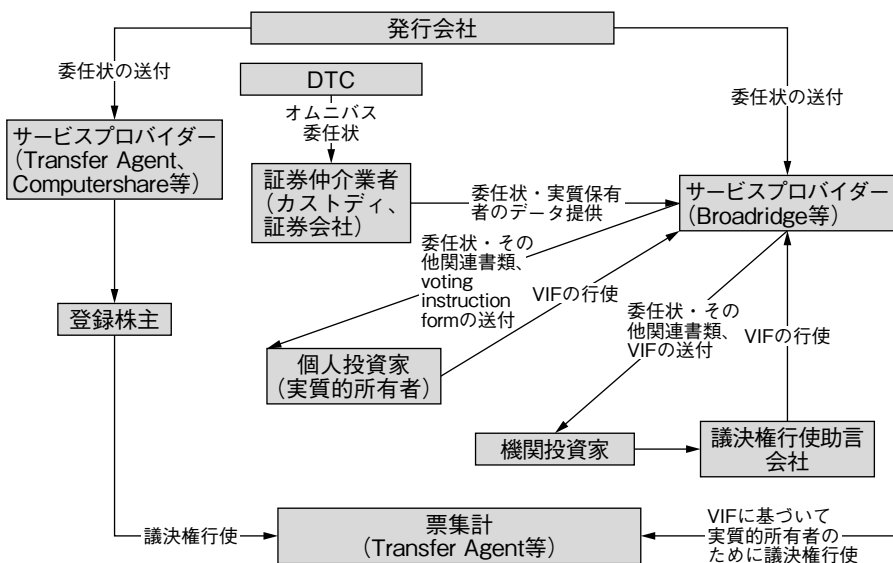 発行会社
委任状の送付
DTC
委任状の送付
オムニバス
委任状
サービスプロバイダー
（Transfer Agent、
Computershare等）
証券仲介業者
（カストディ、
証券会社）
委任状・実質保有
者のデータ提供
サービスプロバイダー
（Broadridge等）
委任状・その
他関連書類、
voting
instruction
formの送付
VIFの行使
登録株主
委任状・その
他関連書類、
VIFの送付
VIFの行使
個人投資家
（実質的所有者）
機関投資家
議決権行使助言
会社
議決権行使
票集計
（Transfer Agent等）
VIFに基づいて
実質的所有者の
ために議決権行使